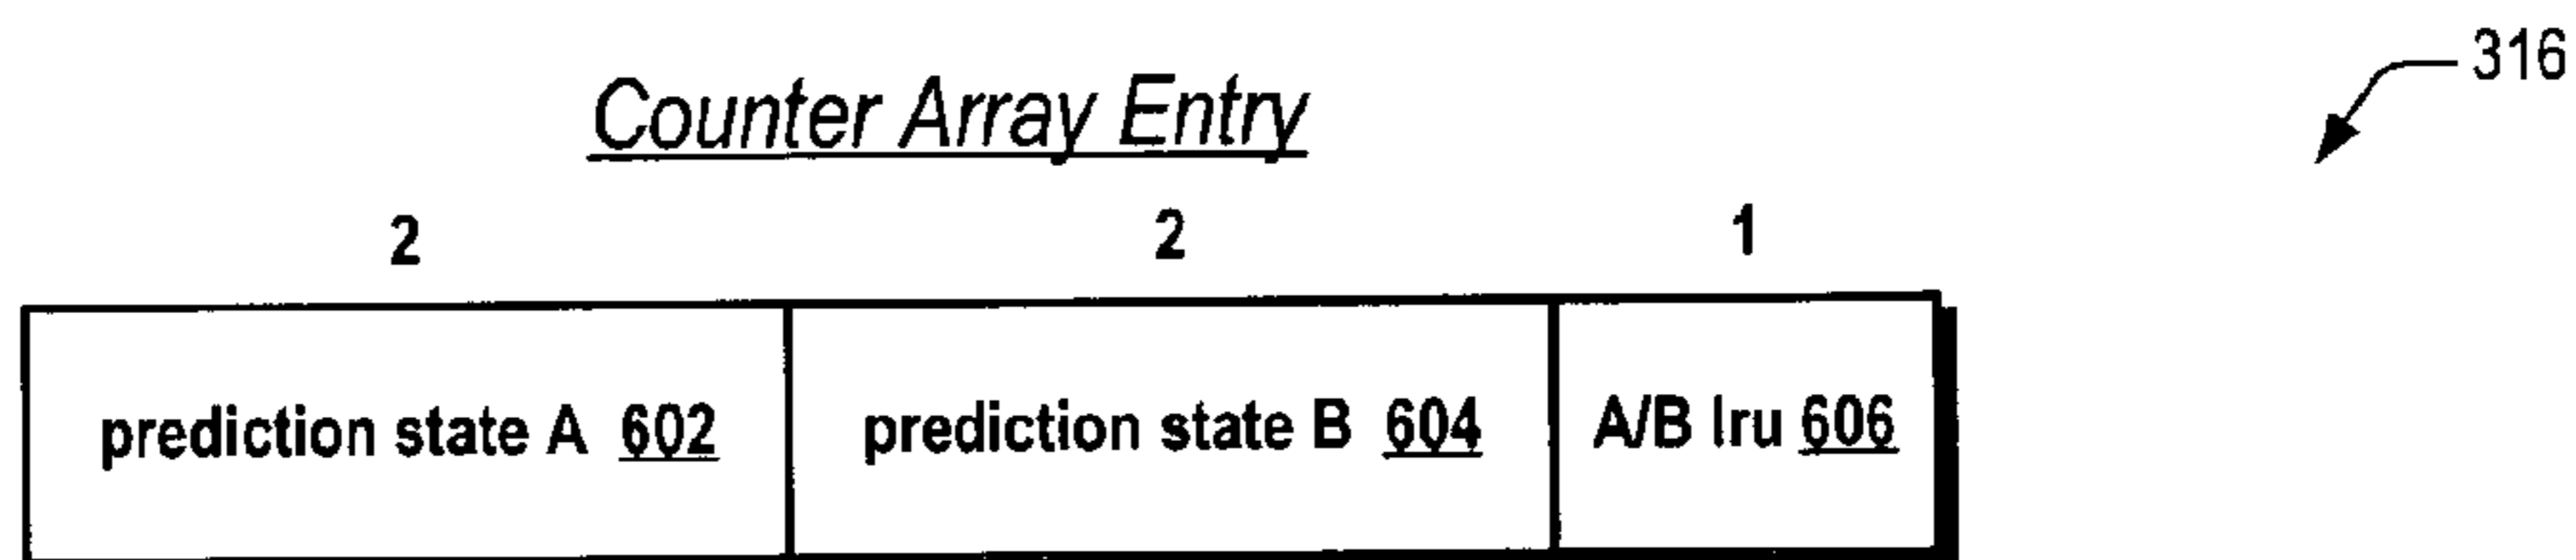 316
Counter Array Entry
2 2 1
prediction state A 602 prediction state B 604 A/B lru 606